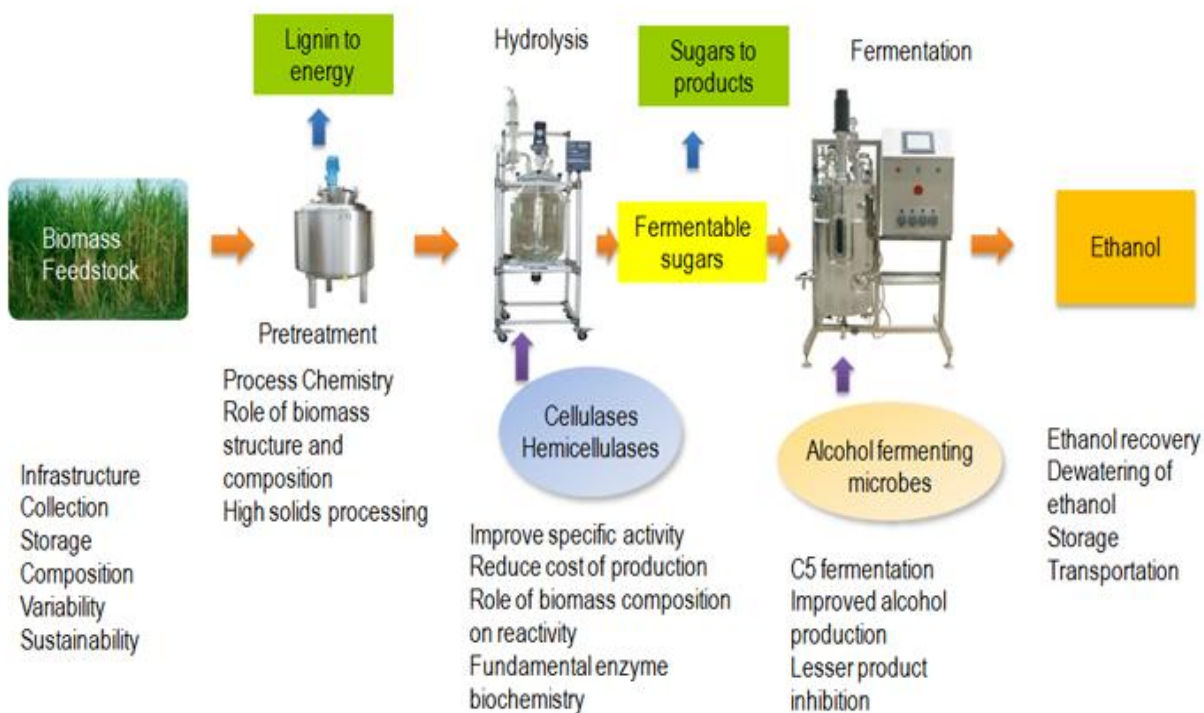 Lignin to
energy
Hydrolysis
Sugars to
products
Fermentation
Biomass
Feedstock
Fermentable
sugars
Ethanol
Pretreatment
Process Chemistry
Role of biomass
structure and
composition
High solids processing
Cellulases
Hemicellulases
Alcohol fermenting
microbes
Infrastructure
Collection
Storage
Composition
Variability
Sustainability
Improve specific activity
Reduce cost of production
Role of biomass composition
on reactivity
Fundamental enzyme
biochemistry
C5 fermentation
Improved alcohol
production
Lesser product
inhibition
Ethanol recovery
Dewatering of
ethanol
Storage
Transportation